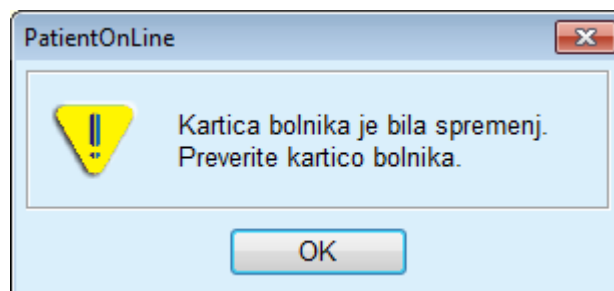 PatientOnLine
Kartica bolnika je bila spremenj.
Preverite kartico bolnika.
OK